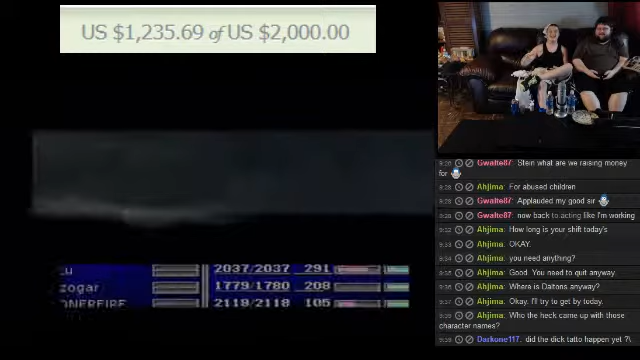 US $1,235.69 of US $2,000.00
Gwalte87: Stein what are we raising money
for
Ahjima: For abused children
Gwalte87: Applauded my good sir
Gwalte87: now back to acting like I'm working
Ahjima: How long is your shift today's
Ahjima: OKAY.
Ahjima: you need anything?
Ahjima: Good. You need to quit anyway.
Ahjima: Where is Daltons anyway?
Ahjima: Okay. I'll try to get by today.
Ahjima: Who the heck came up with those
character names?
Darkone117: did the dick tatto happen yet ?\
2037/2037 291
zogar 1779/1780 208
ONERFIRE 2118/2118 105